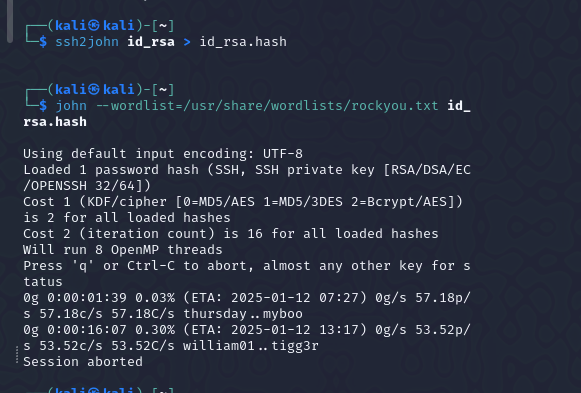 ┌──(kali㉿kali)-[~]
└─$ ssh2john id_rsa > id_rsa.hash
┌──(kali㉿kali)-[~]
└─$ john --wordlist=/usr/share/wordlists/rockyou.txt id_
rsa.hash
Using default input encoding: UTF-8
Loaded 1 password hash (SSH, SSH private key [RSA/DSA/EC
/OPENSSH 32/64])
Cost 1 (KDF/cipher [0=MD5/AES 1=MD5/3DES 2=Bcrypt/AES])
is 2 for all loaded hashes
Cost 2 (iteration count) is 16 for all loaded hashes
Will run 8 OpenMP threads
Press 'q' or Ctrl-C to abort, almost any other key for s
tatus
0g 0:00:01:39 0.03% (ETA: 2025-01-12 07:27) 0g/s 57.18p/
s 57.18c/s 57.18C/s thursday..myboo
0g 0:00:16:07 0.30% (ETA: 2025-01-12 13:17) 0g/s 53.52p/
s 53.52c/s 53.52C/s william01..tigg3r
Session aborted
┌──(kali㉿kali)-[~]